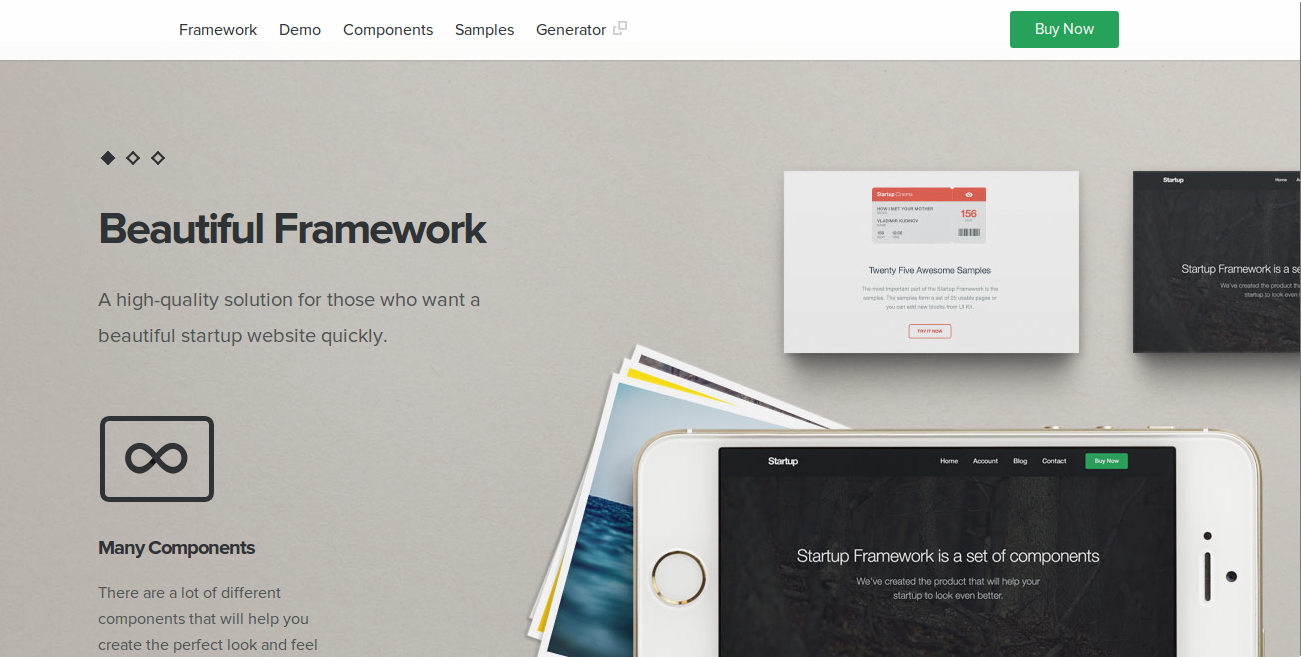 Framework Demo Components Samples Generator
Buy Now
Beautiful Framework
A high-quality solution for those who want a
beautiful startup website quickly.
Many Components
There are a lot of different
components that will help you
create the perfect look and feel
Startup Cinema
HOW I MET YOUR MOTHER
VLADIMIR KUDINOV
156
Twenty Five Awesome Samples
The most important part of the Startup Framework is the
samples. The samples form a set of 25 usable pages or
you can add new blocks from UI Kit.
TRY IT NOW
Startup
Home
Startup Framework is a se
We've created the product tha
startup to look even
Startup
Home Account Blog Contact Buy Now
Startup Framework is a set of components
We've created the product that will help your
startup to look even better.